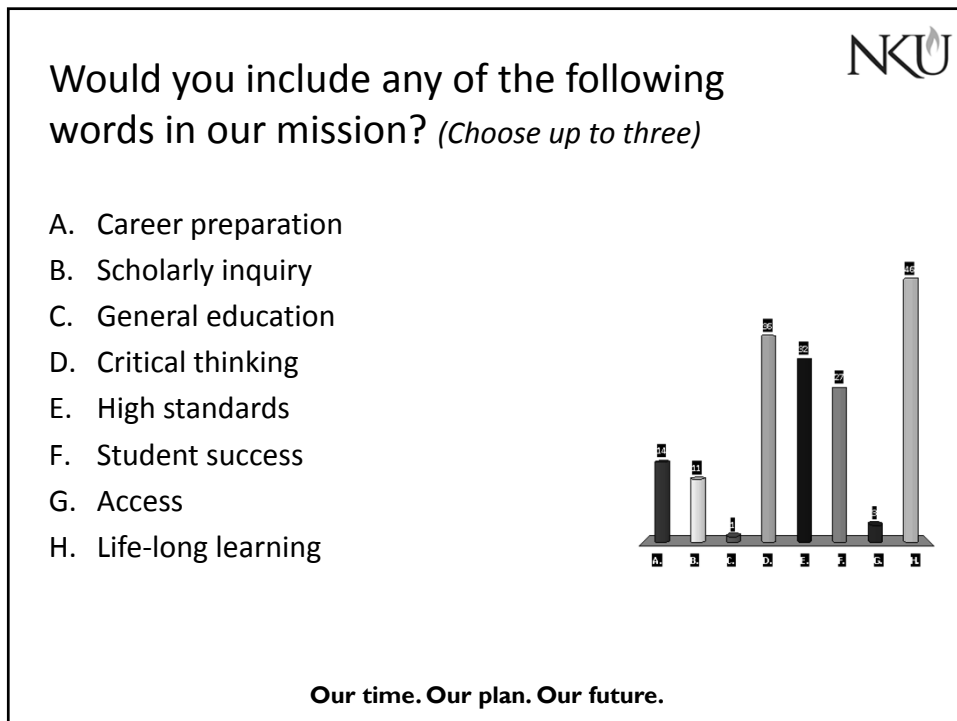 NKU
Would you include any of the following
words in our mission? (Choose up to three)
A. Career preparation
B. Scholarly inquiry
C. General education
D. Critical thinking
E. High standards
F. Student success
G. Access
H. Life-long learning
46
36
32
27
14
11
1
A. B. C. D. E. F. G. H.
Our time. Our plan. Our future.